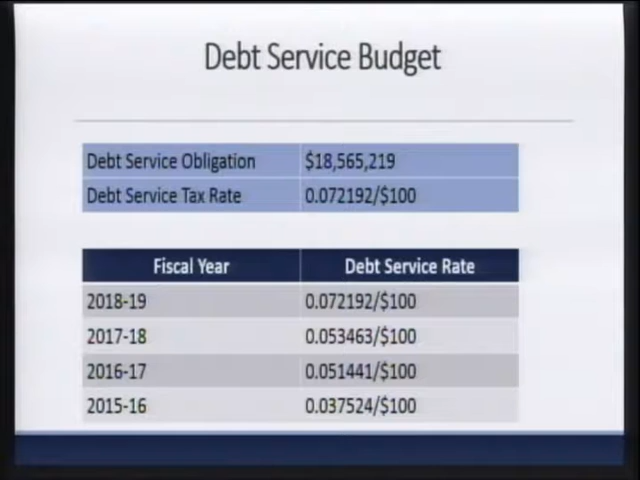 Debt Service Budget
Debt Service Obligation $18,565,219
Debt Service Tax Rate 0.072192/$100
Fiscal Year Debt Service Rate
2018-19 0.072192/$100
2017-18 0.053463/$100
2016-17 0.051441/$100
2015-16 0.037524/$100